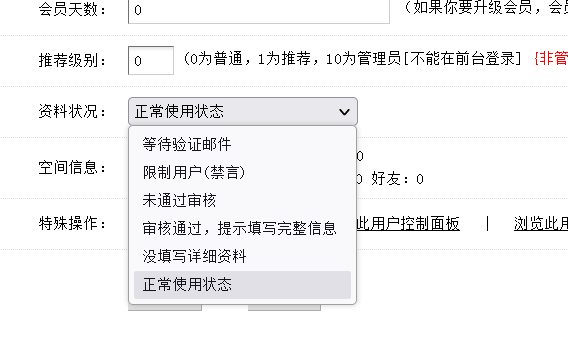 会员天数： 0 （如果你要升级会员，会员
推荐级别： 0 （0为普通，1为推荐，10为管理员[不能在前台登录] {非管
资料状况： 正常使用状态
等待验证邮件
空间信息： 0
限制用户(禁言)
0 好友：0
未通过审核
特殊操作： 此用户控制面板 | 浏览此用
审核通过，提示填写完整信息
没填写详细资料
正常使用状态